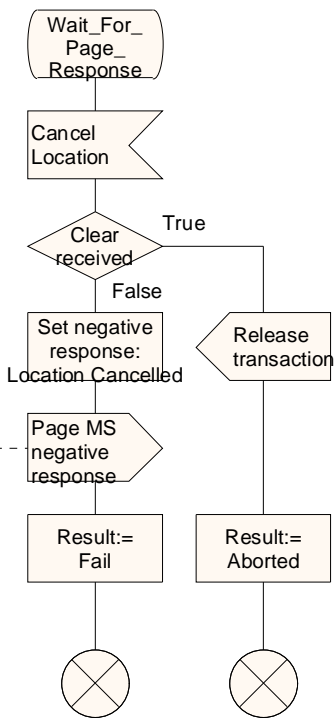 Wait_For_
Page_
Response
Cancel
Location
True
Clear
received
False
Set negative
response:
Location Cancelled
Release
transaction
Page MS
negative
response
Result:=
Fail
Result:=
Aborted